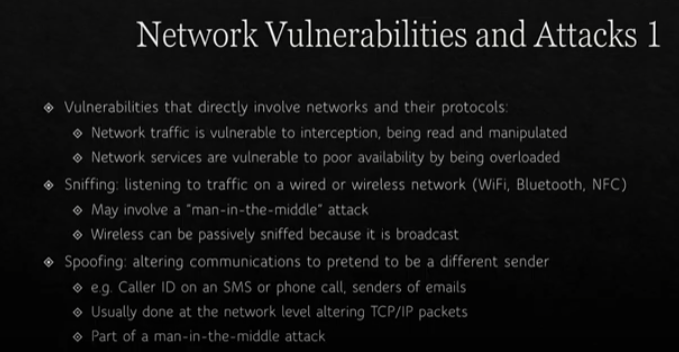 Network Vulnerabilities and Attacks 1
Vulnerabilities that directly involve networks and their protocols:
Network traffic is vulnerable to interception, being read and manipulated
Network services are vulnerable to poor availability by being overloaded
Sniffing: listening to traffic on a wired or wireless network (WiFi, Bluetooth, NFC)
May involve a "man-in-the-middle" attack
Wireless can be passively sniffed because it is broadcast
Spoofing: altering communications to pretend to be a different sender
e.g. Caller ID on an SMS or phone call, senders of emails
Usually done at the network level altering TCP/IP packets
Part of a man-in-the-middle attack